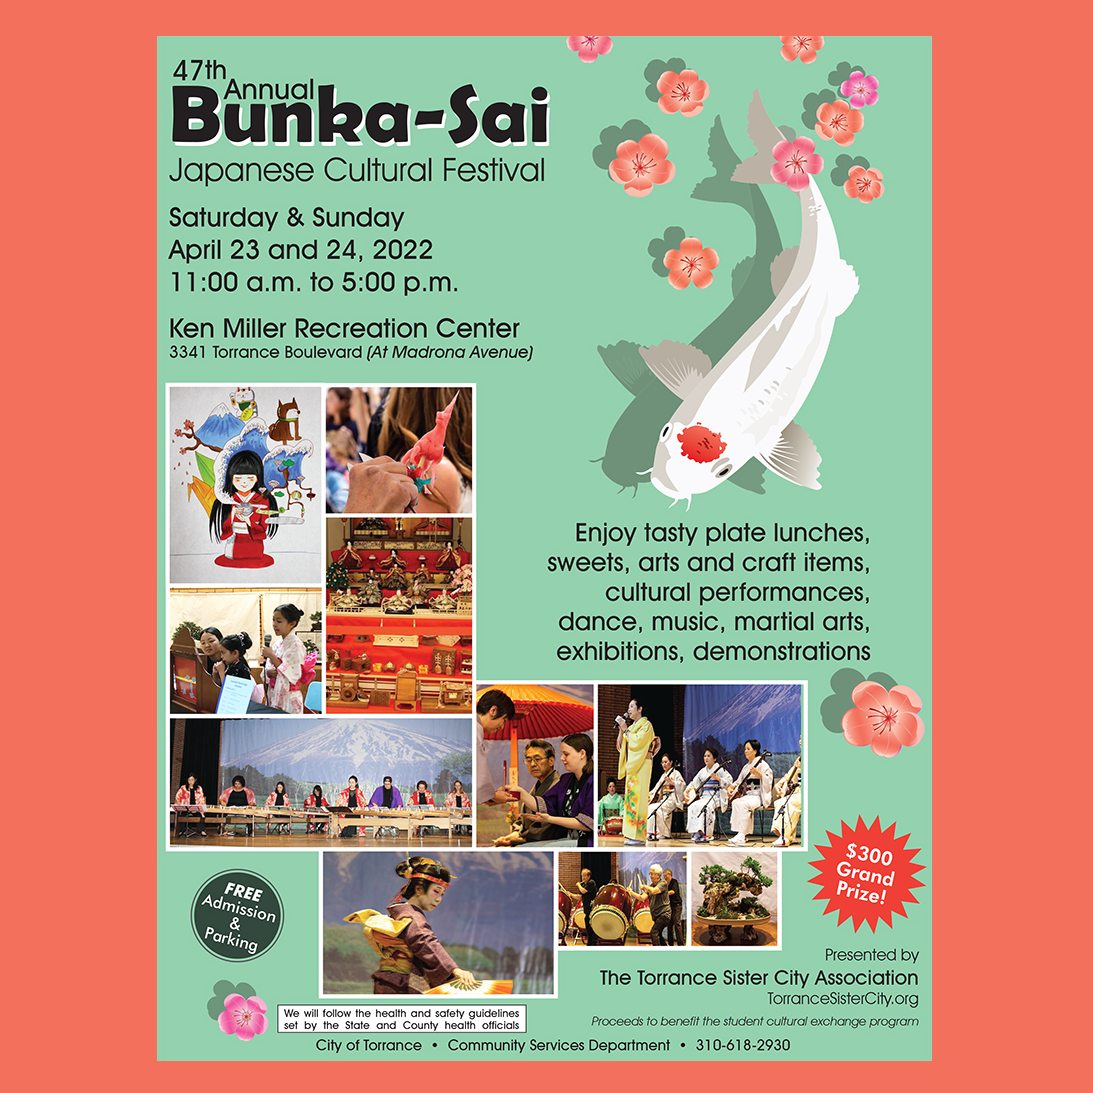 47th
Annual
Bunka-Sai
Japanese Cultural Festival
Saturday & Sunday
April 23 and 24, 2022
11:00 a.m. to 5:00 p.m.
Ken Miller Recreation Center
3341 Torrance Boulevard (At Madrona Avenue)
Enjoy tasty plate lunches,
sweets, arts and craft items,
cultural performances,
dance, music, martial arts,
exhibitions, demonstrations
$300
Grand
Prize!
FREE
Admission
&
Parking
Presented by
The Torrance Sister City Association
TorranceSisterCity.org
Proceeds to benefit the student cultural exchange program
We will follow the health and safety guidelines
set by the State and County health officials
City of Torrance • Community Services Department • 310-618-2930